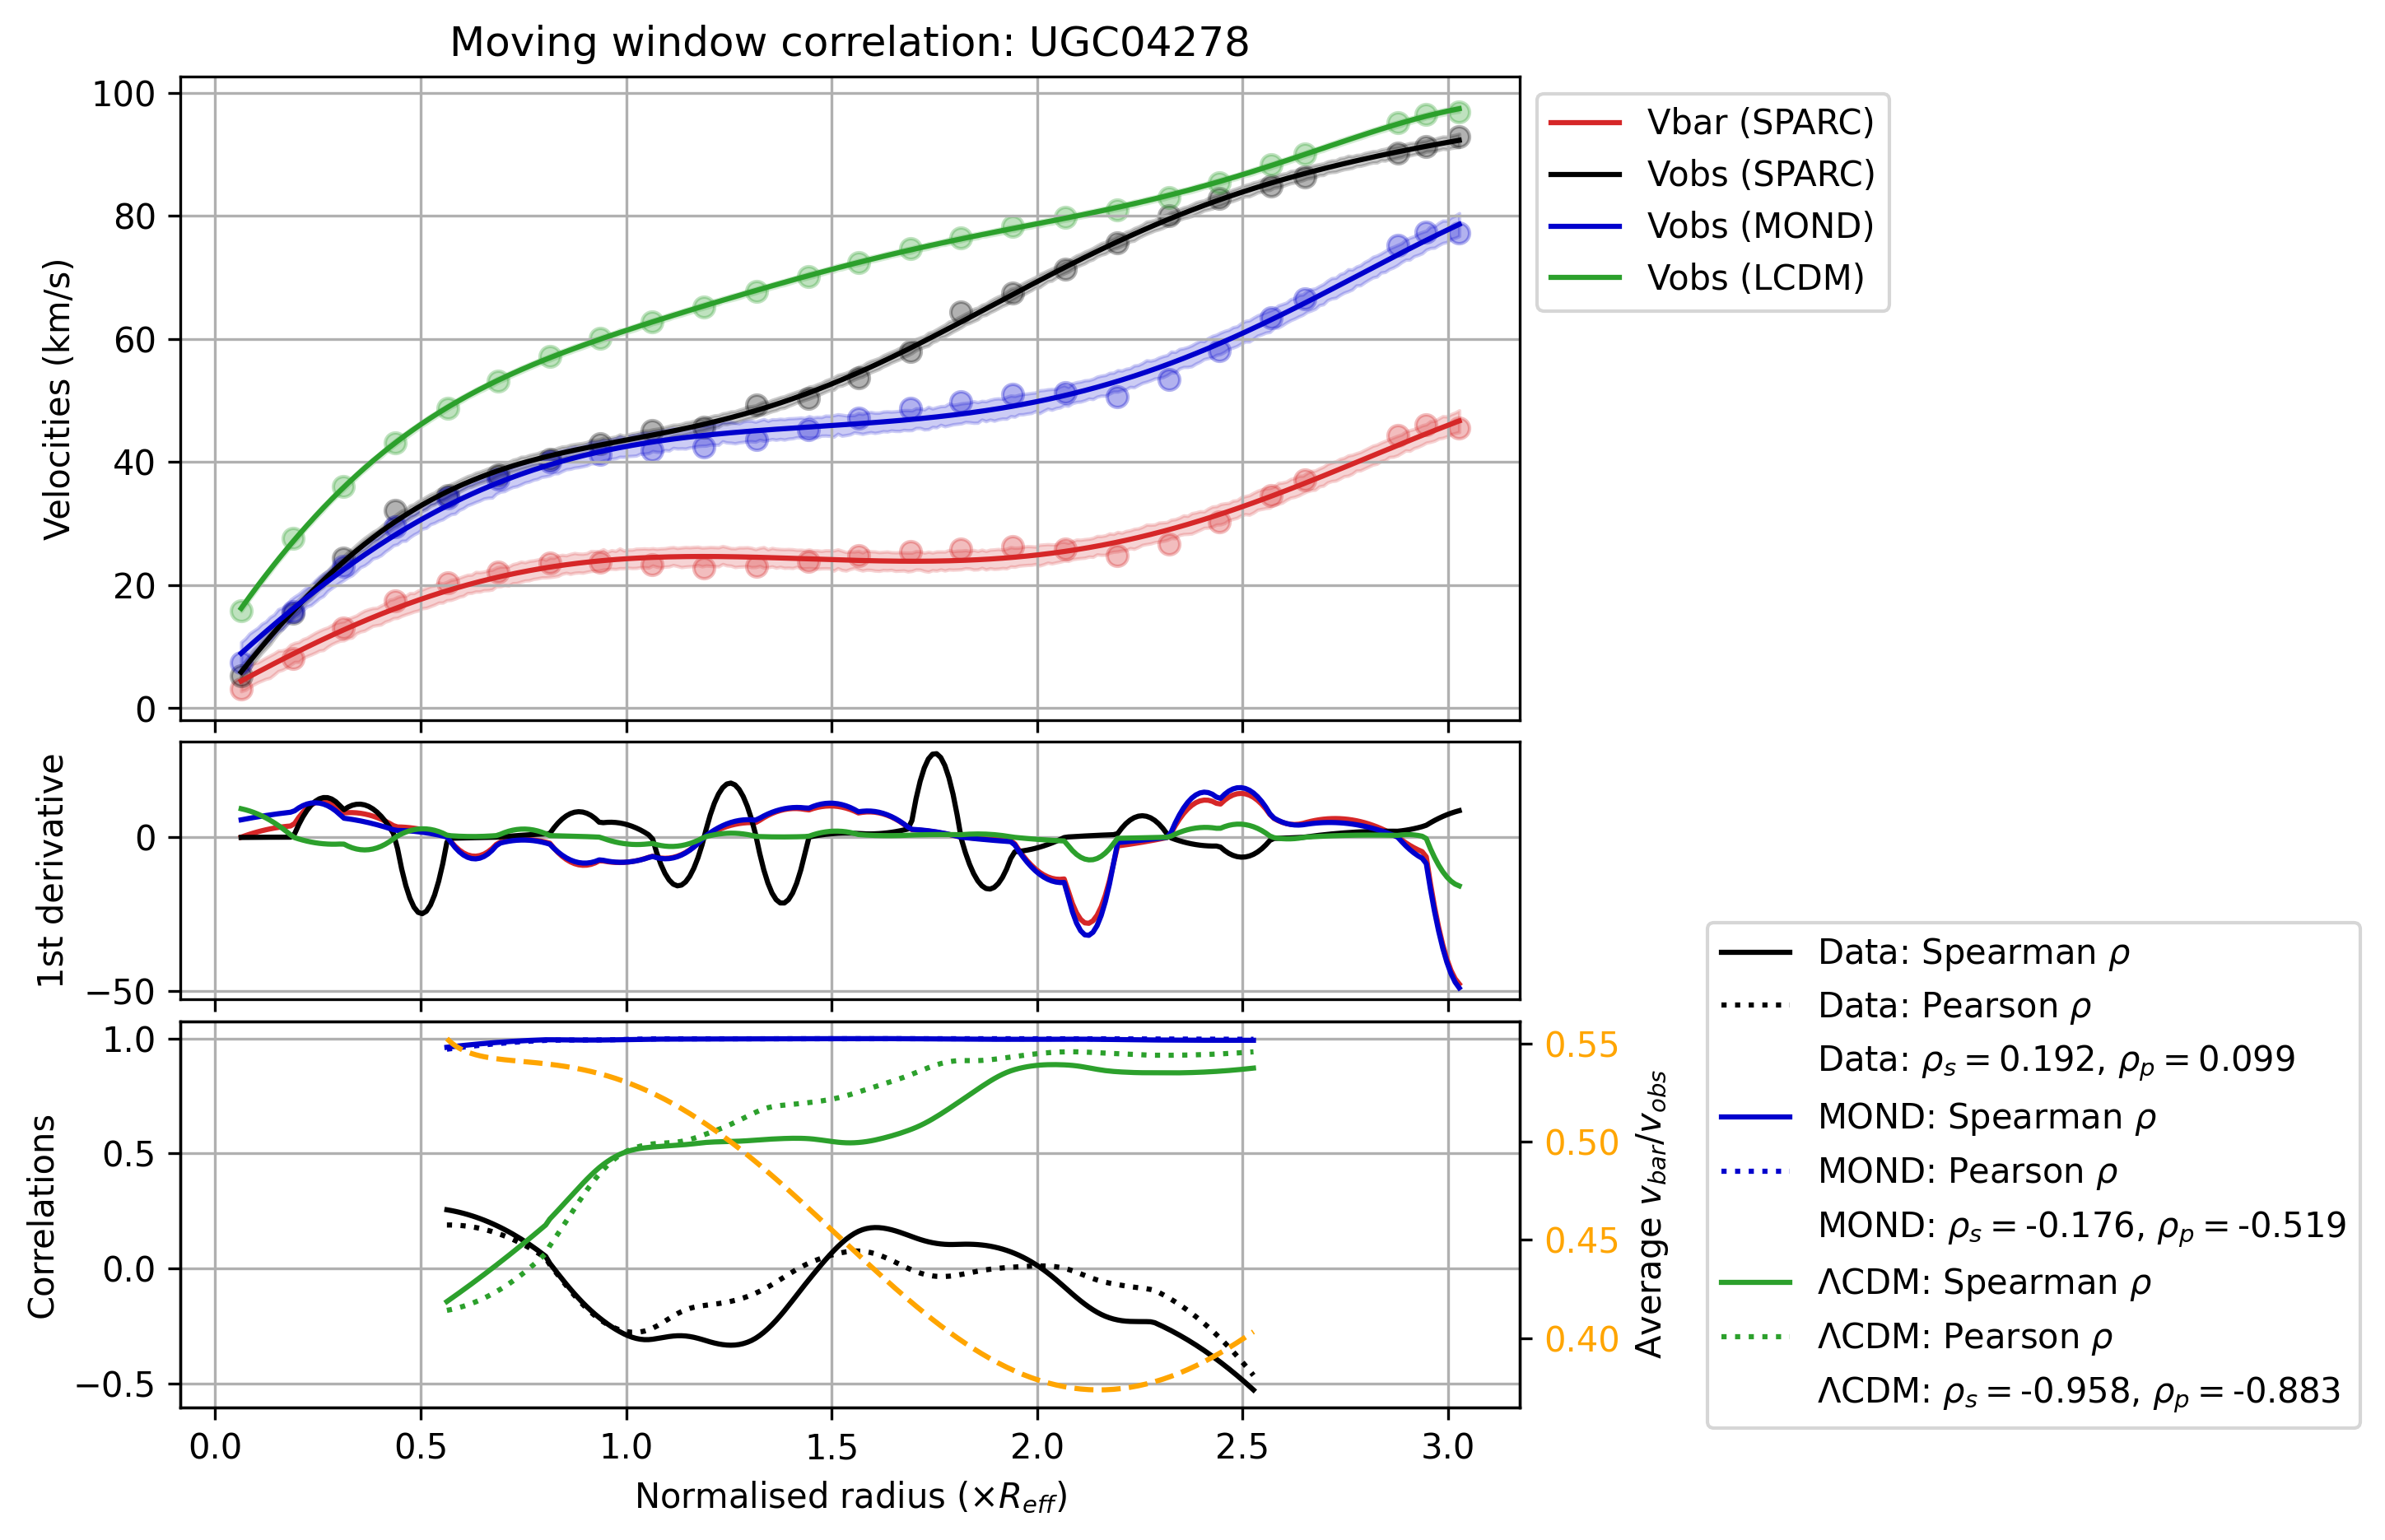 Moving window correlation: UGC04278
100
80
60
40
20
0
Velocities (km/s)
Vbar (SPARC)
Vobs (SPARC)
Vobs (MOND)
Vobs (LCDM)
0
−50
1st derivative
1.0
0.5
0.0
−0.5
Correlations
0.55
0.50
0.45
0.40
Average v_bar/v_obs
0.0 0.5 1.0 1.5 2.0 2.5 3.0
Normalised radius (×R_eff)
Data: Spearman ρ
Data: Pearson ρ
Data: ρ_s = 0.192, ρ_p = 0.099
MOND: Spearman ρ
MOND: Pearson ρ
MOND: ρ_s = -0.176, ρ_p = -0.519
ΛCDM: Spearman ρ
ΛCDM: Pearson ρ
ΛCDM: ρ_s = -0.958, ρ_p = -0.883